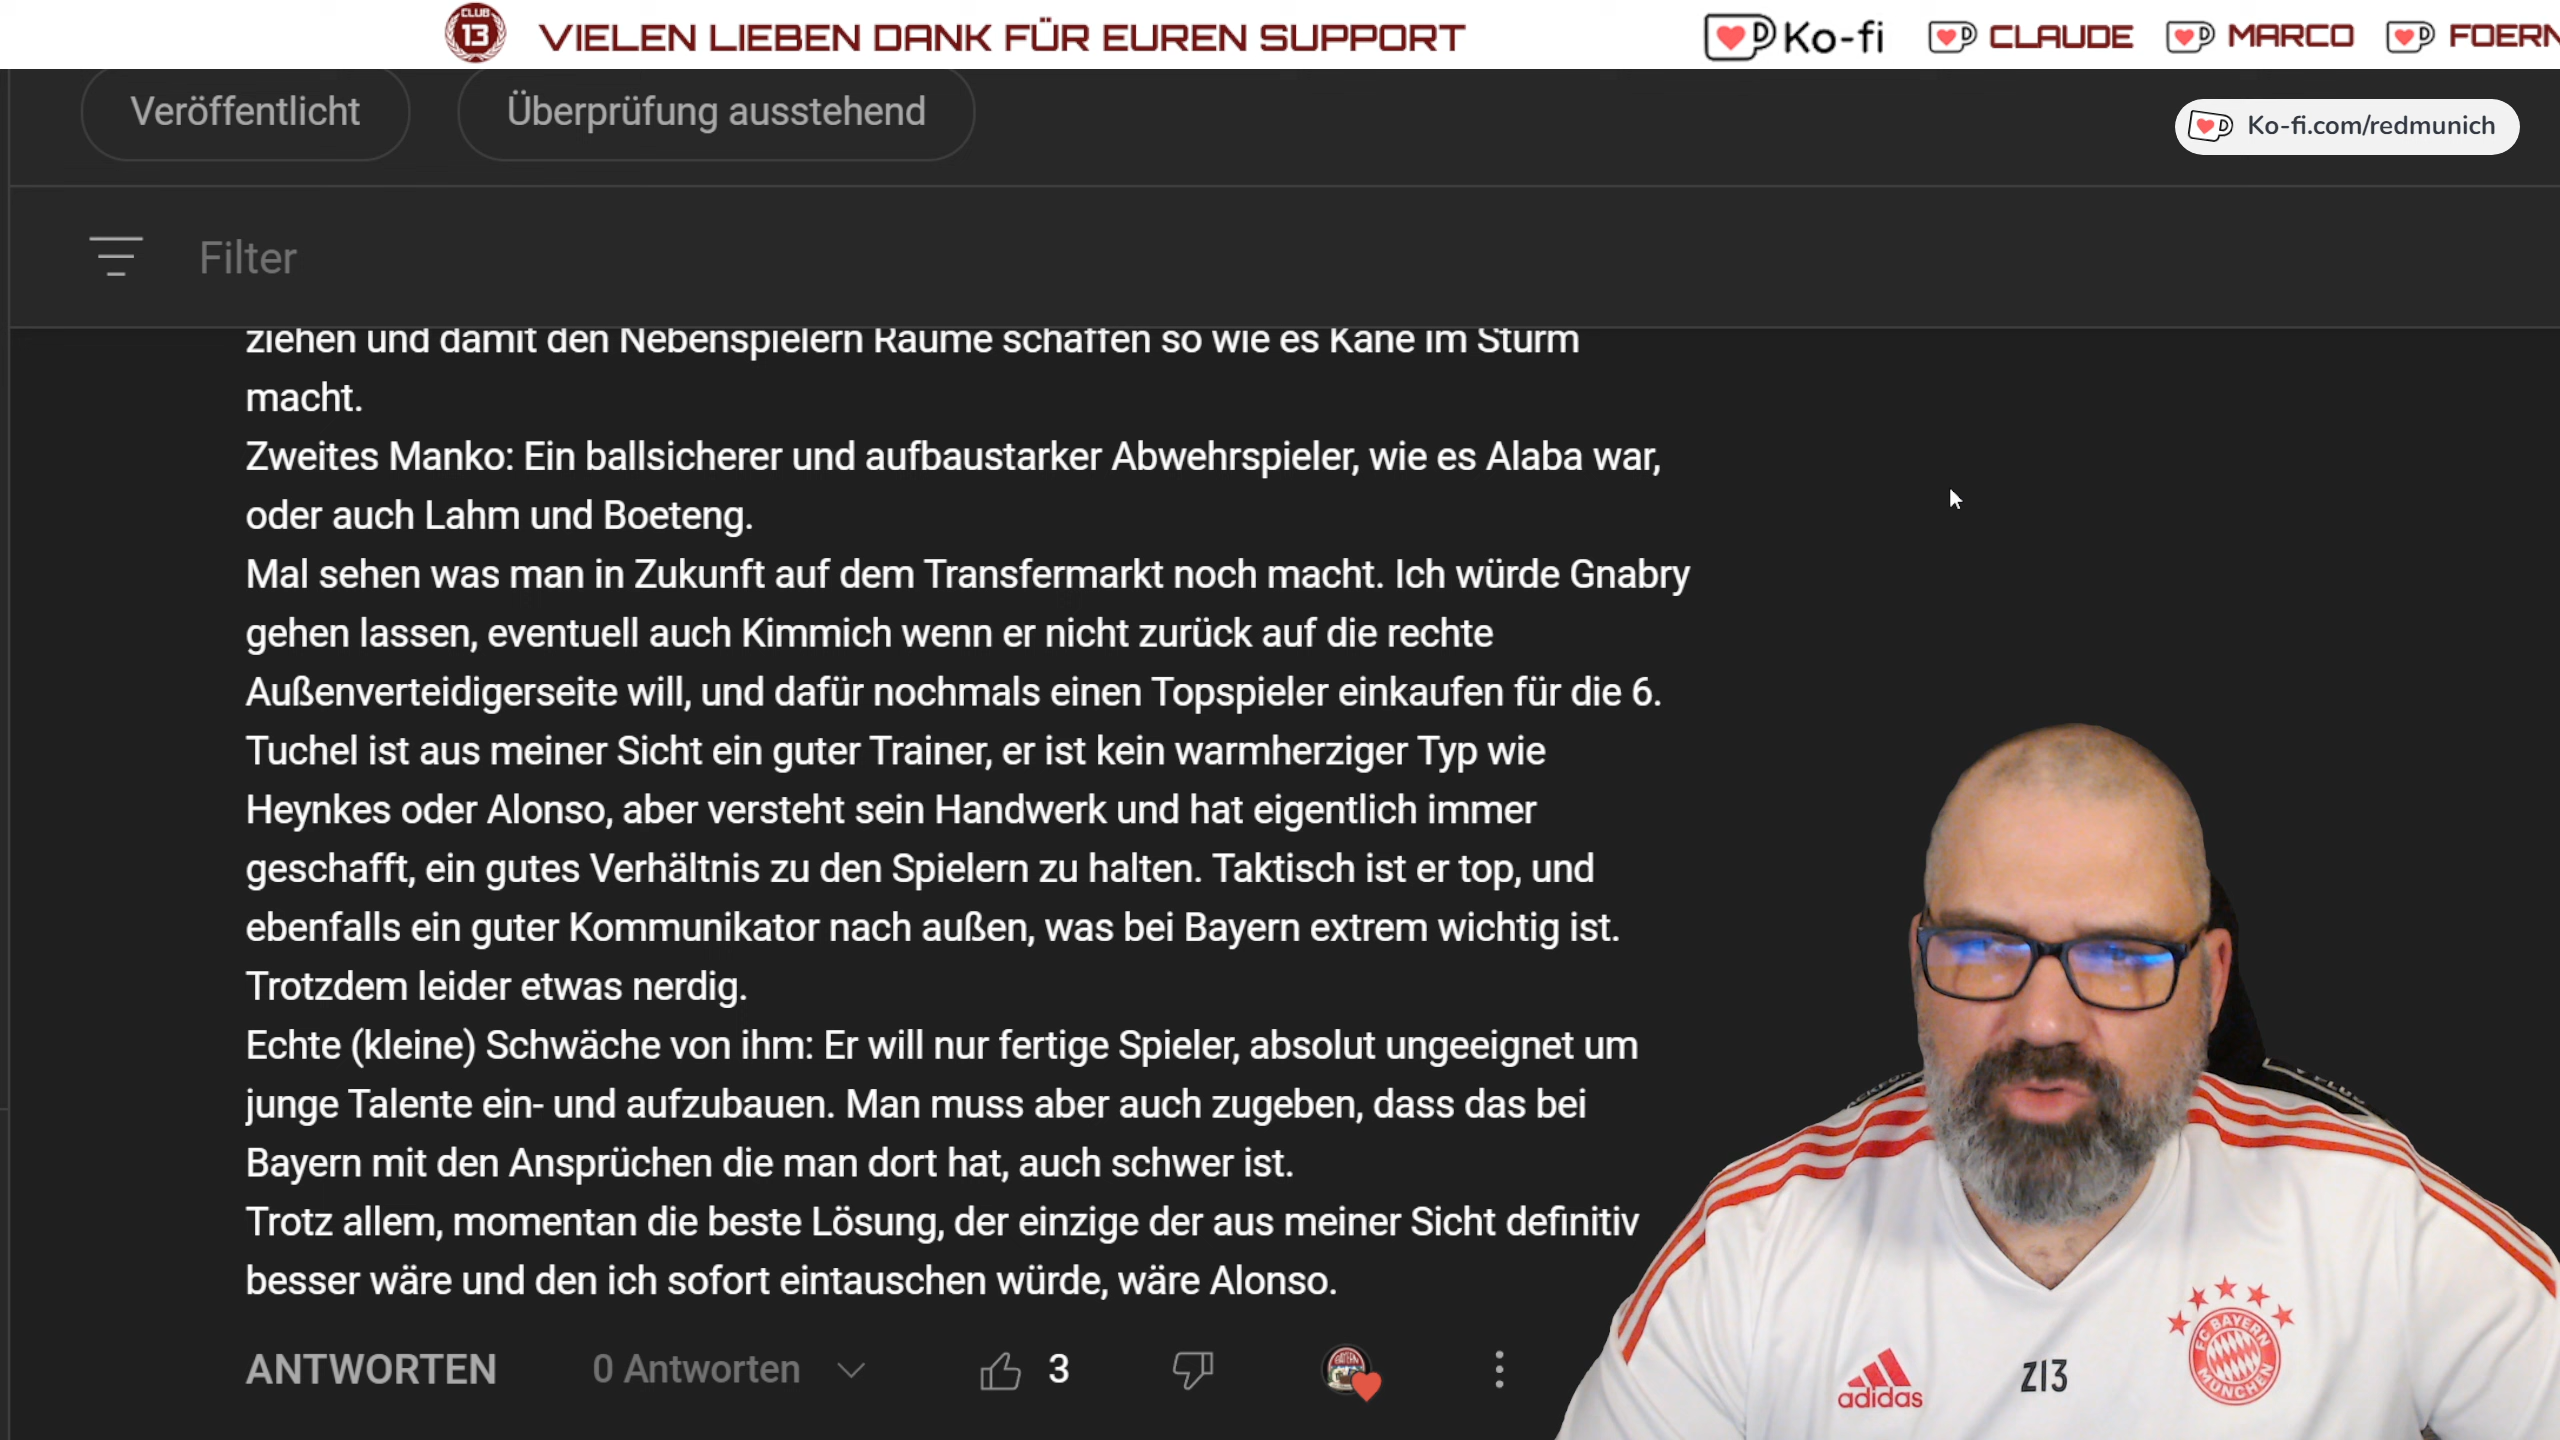 CLUB
13
VIELEN LIEBEN DANK FÜR EUREN SUPPORT
Ko-fi
CLAUDE
MARCO
FOERN
Veröffentlicht
Überprüfung ausstehend
Ko-fi.com/redmunich
Filter
ziehen und damit den Nebenspielern Räume schaffen so wie es Kane im Sturm
macht.
Zweites Manko: Ein ballsicherer und aufbaustarker Abwehrspieler, wie es Alaba war,
oder auch Lahm und Boeteng.
Mal sehen was man in Zukunft auf dem Transfermarkt noch macht. Ich würde Gnabry
gehen lassen, eventuell auch Kimmich wenn er nicht zurück auf die rechte
Außenverteidigerseite will, und dafür nochmals einen Topspieler einkaufen für die 6.
Tuchel ist aus meiner Sicht ein guter Trainer, er ist kein warmherziger Typ wie
Heynkes oder Alonso, aber versteht sein Handwerk und hat eigentlich immer
geschafft, ein gutes Verhältnis zu den Spielern zu halten. Taktisch ist er top, und
ebenfalls ein guter Kommunikator nach außen, was bei Bayern extrem wichtig ist.
Trotzdem leider etwas nerdig.
Echte (kleine) Schwäche von ihm: Er will nur fertige Spieler, absolut ungeeignet um
junge Talente ein- und aufzubauen. Man muss aber auch zugeben, dass das bei
Bayern mit den Ansprüchen die man dort hat, auch schwer ist.
Trotz allem, momentan die beste Lösung, der einzige der aus meiner Sicht definitiv
besser wäre und den ich sofort eintauschen würde, wäre Alonso.
ANTWORTEN
0 Antworten
3
adidas
Z13
FC BAYERN
MÜNCHEN